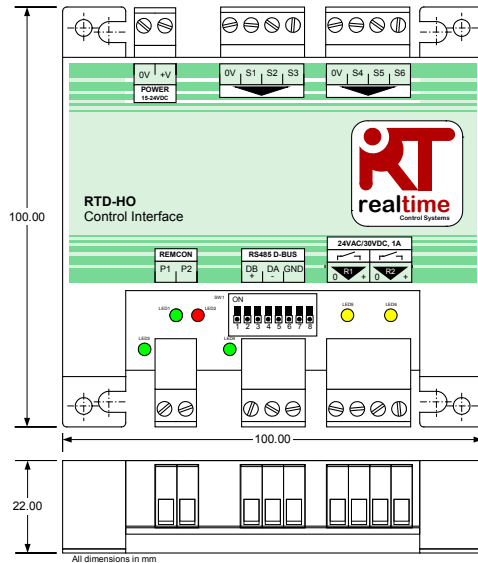 0V +V
POWER
15-24VDC
0V S1 S2 S3
0V S4 S5 S6
RT
realtime
Control Systems
RTD-HO
Control Interface
100.00
REMCON
P1 P2
RS485 D-BUS
DB DA GND
+ -
24VAC/30VDC, 1A
R1 R2
0 + 0 +
SW1
ON
1 2 3 4 5 6 7 8
LED1
LED2
LED3
LED5
LED6
100.00
22.00
All dimensions in mm